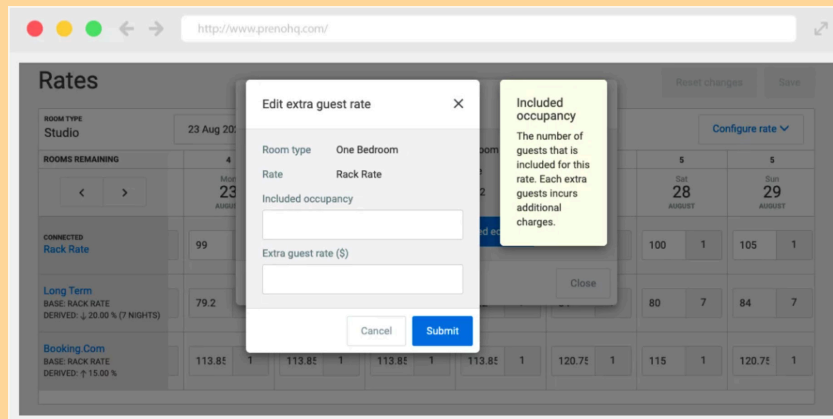 http://www.prenohq.com/
Rates
Reset changes
Save
ROOM TYPE
Studio
23 Aug 20
Configure rate
ROOMS REMAINING
4
5
5
Mon
23
AUGUST
Sat
28
AUGUST
Sun
29
AUGUST
CONNECTED
Rack Rate
99
100
1
105
1
Long Term
BASE: RACK RATE
DERIVED: ↓ 20.00 % (7 NIGHTS)
79.2
80
7
84
7
Booking.Com
BASE: RACK RATE
DERIVED: ↑ 15.00 %
113.85
1
113.85
1
113.85
1
113.85
1
120.75
1
115
1
120.75
1
Edit extra guest rate
Room type
One Bedroom
Rate
Rack Rate
Included occupancy
Extra guest rate ($)
Cancel
Submit
Close
Included
occupancy
The number of
guests that is
included for this
rate. Each extra
guests incurs
additional
charges.